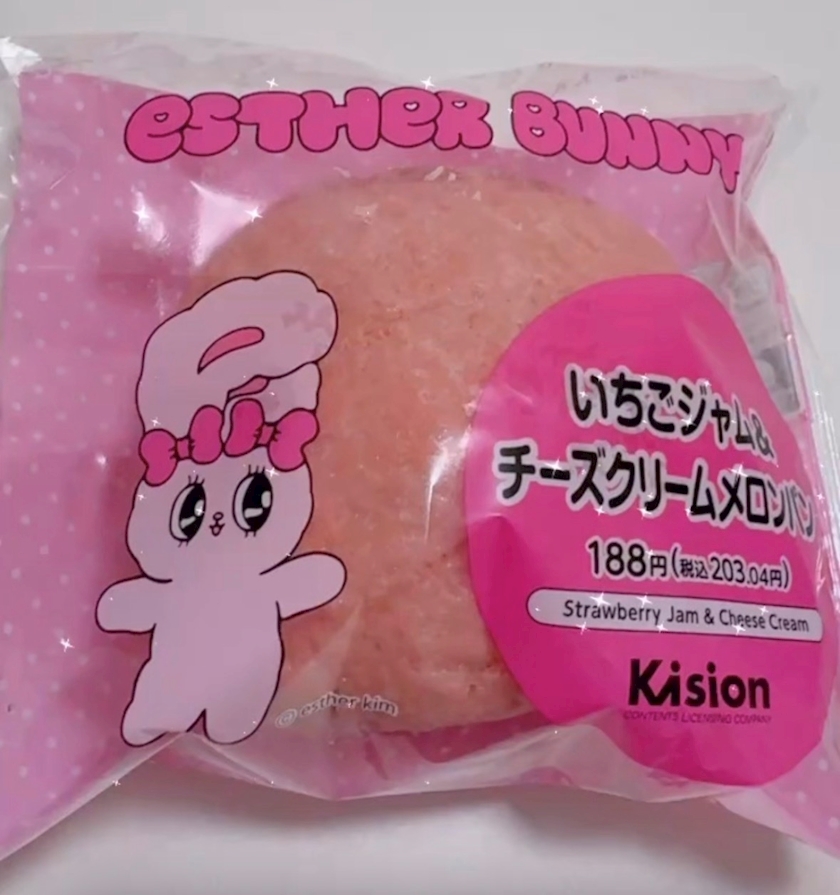 esTHeR BUNNY
いちごジャム&
チーズクリームメロンパン
188円(税込203.04円)
Strawberry Jam & Cheese Cream
Kision
CONTENTS LICENSING COMPANY
© esther kim